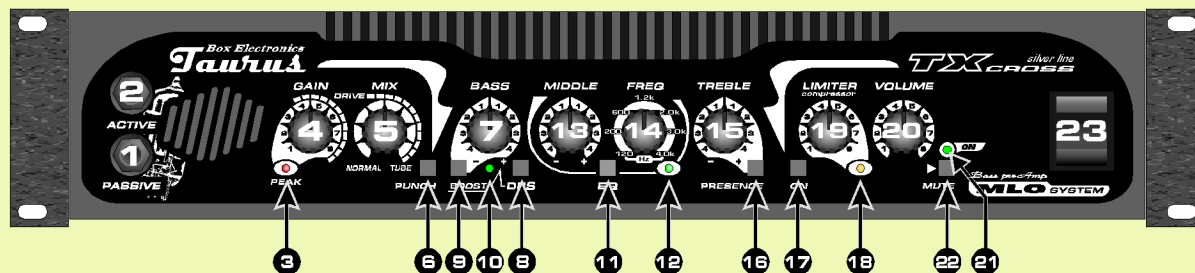 Box Electronics
Taurus
TX CROSS
silver line
GAIN
MIX
BASS
MIDDLE
FREQ
TREBLE
LIMITER
compressor
VOLUME
DRIVE
1.2k
600
2.0k
200
3.0k
120
4.0k
Hz
2
ACTIVE
1
PASSIVE
4
5
7
13
14
15
19
20
23
NORMAL
TUBE
- +
- +
- +
ON
PEAK
PUNCH
BOOST
DRS
EQ
PRESENCE
ON
MUTE
Bass preAmp
MLO SYSTEM
3
6
9
10
8
11
12
16
17
18
22
21